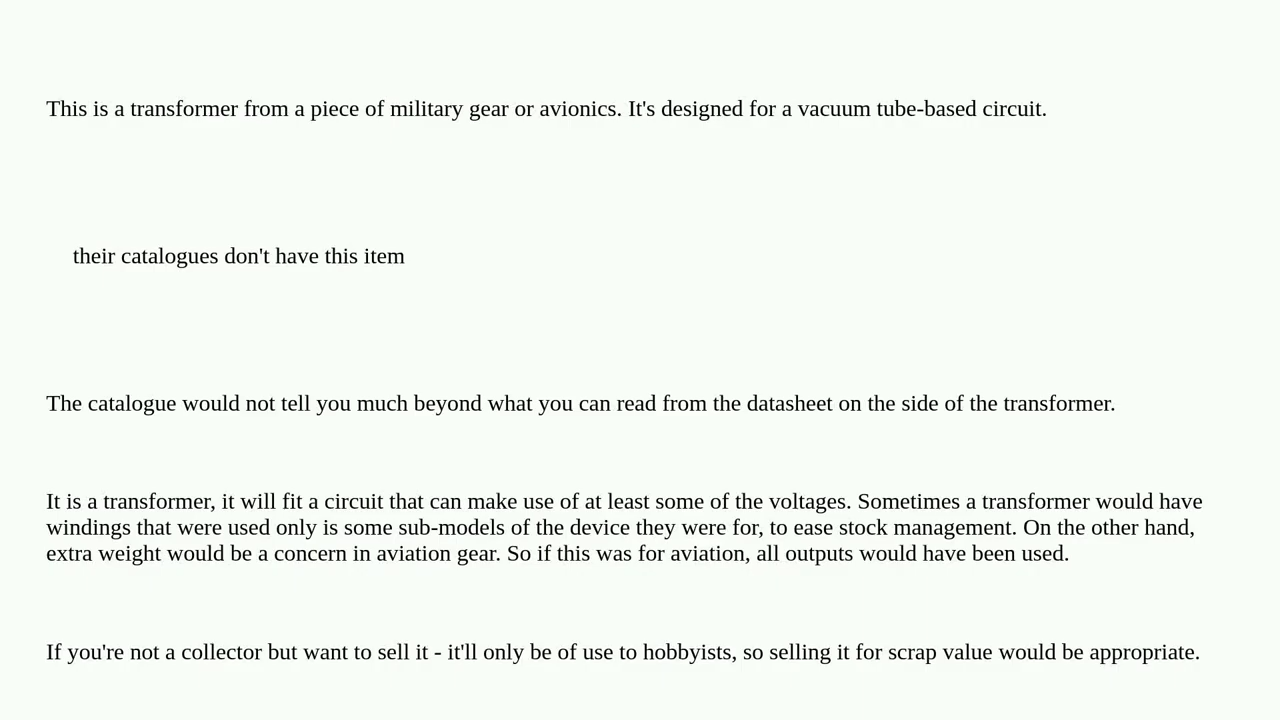 This is a transformer from a piece of military gear or avionics. It's designed for a vacuum tube-based circuit.
their catalogues don't have this item
The catalogue would not tell you much beyond what you can read from the datasheet on the side of the transformer.
It is a transformer, it will fit a circuit that can make use of at least some of the voltages. Sometimes a transformer would have
windings that were used only is some sub-models of the device they were for, to ease stock management. On the other hand,
extra weight would be a concern in aviation gear. So if this was for aviation, all outputs would have been used.
If you're not a collector but want to sell it - it'll only be of use to hobbyists, so selling it for scrap value would be appropriate.